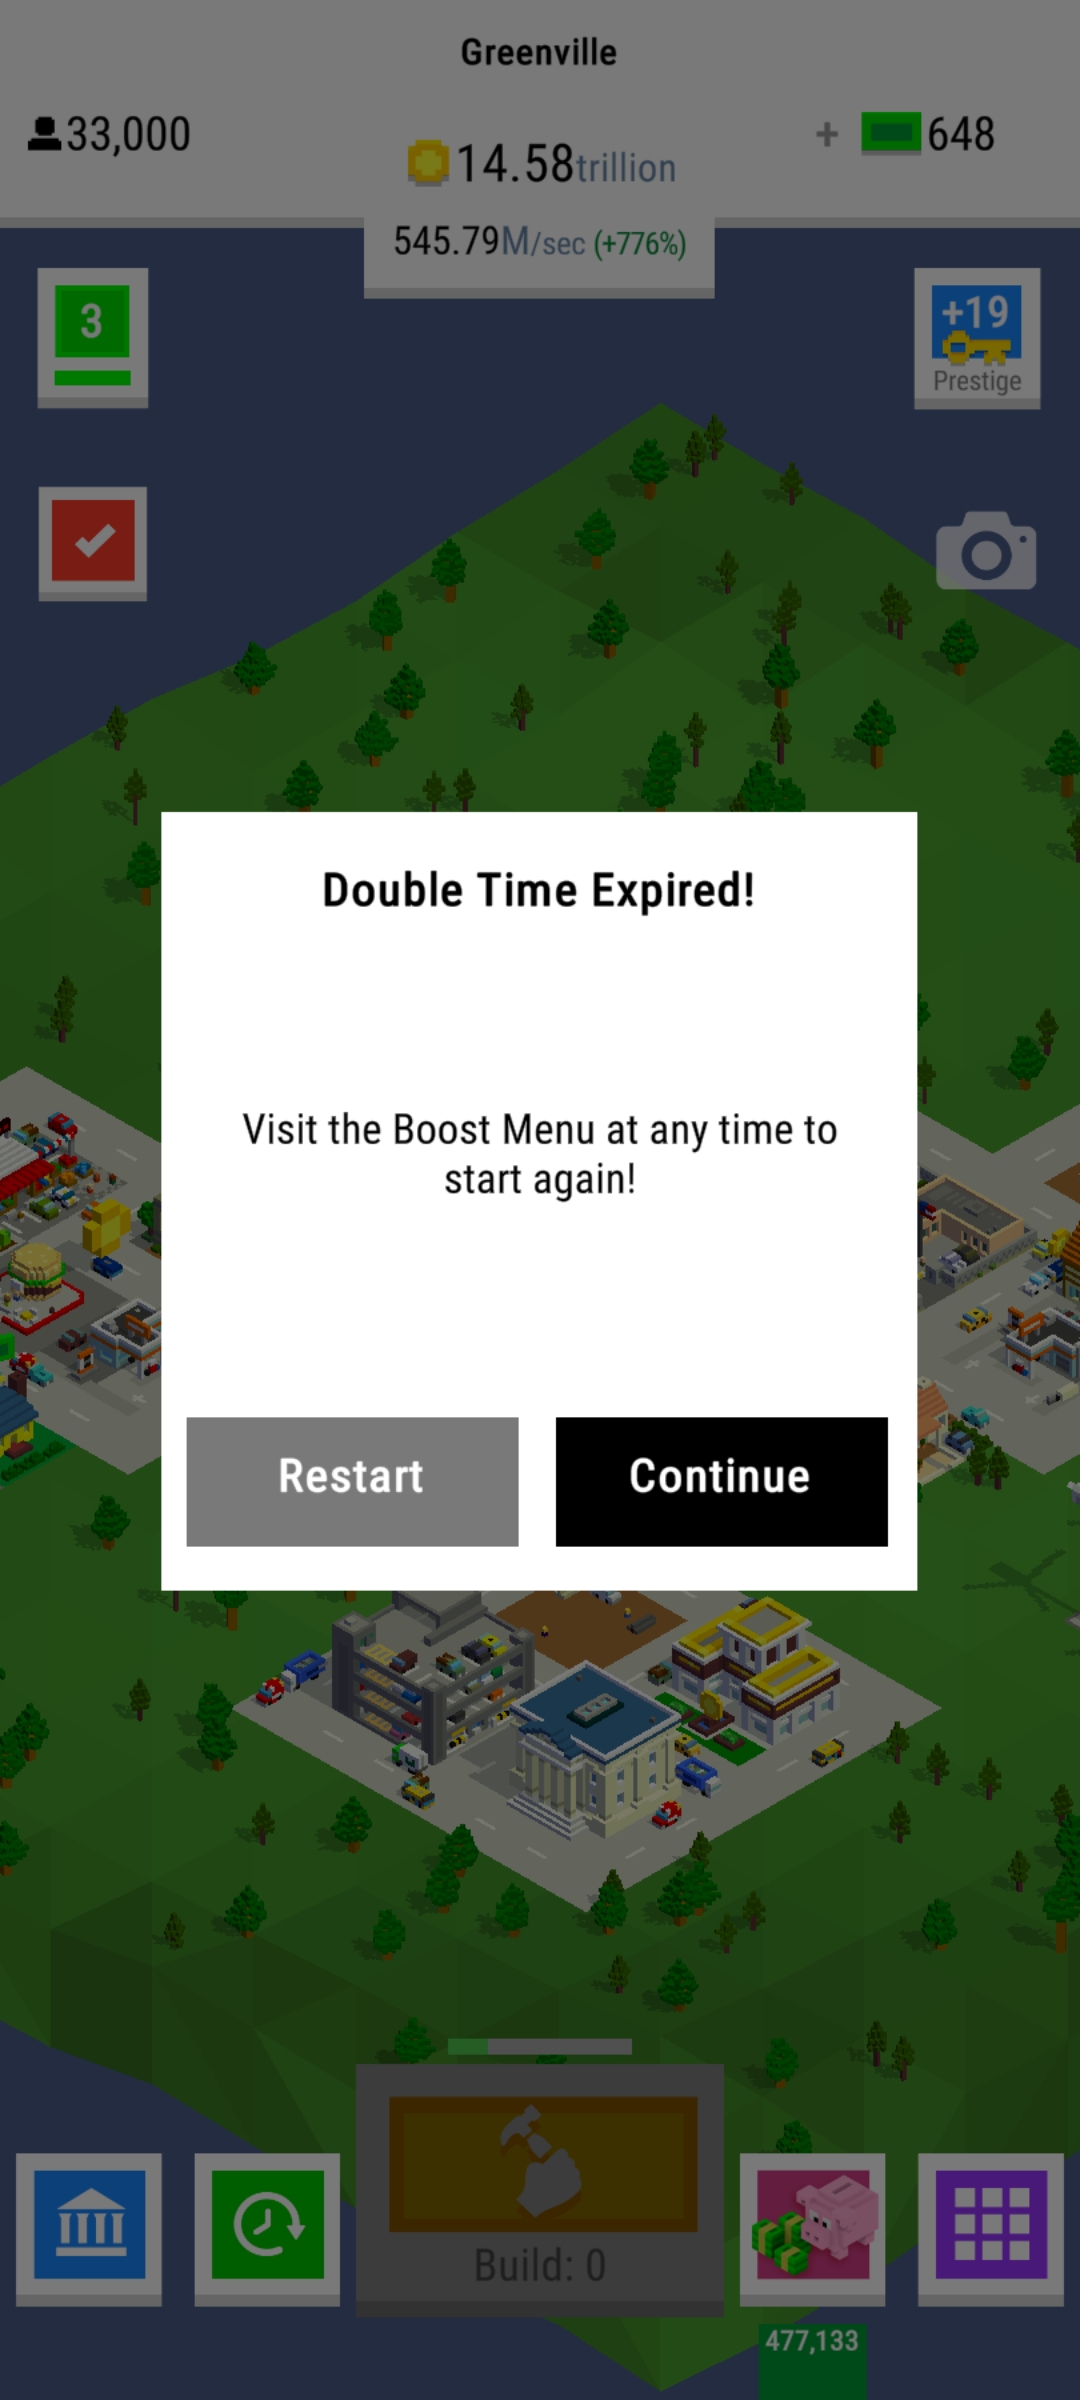 Greenville
33,000
14.58trillion
+ 648
545.79M/sec (+776%)
3
+19
Prestige
Double Time Expired!
Visit the Boost Menu at any time to
start again!
Restart
Continue
Build: 0
477,133